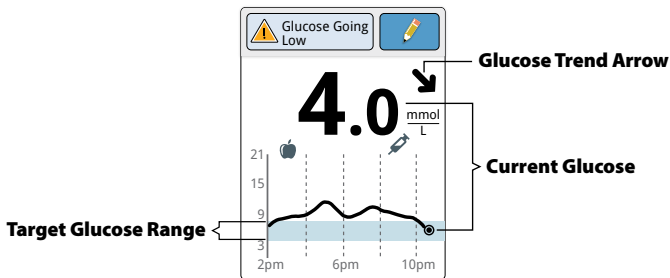 Glucose Going
Low
Glucose Trend Arrow
4.0 mmol
L
Current Glucose
21
15
9
Target Glucose Range
3
2pm 6pm 10pm